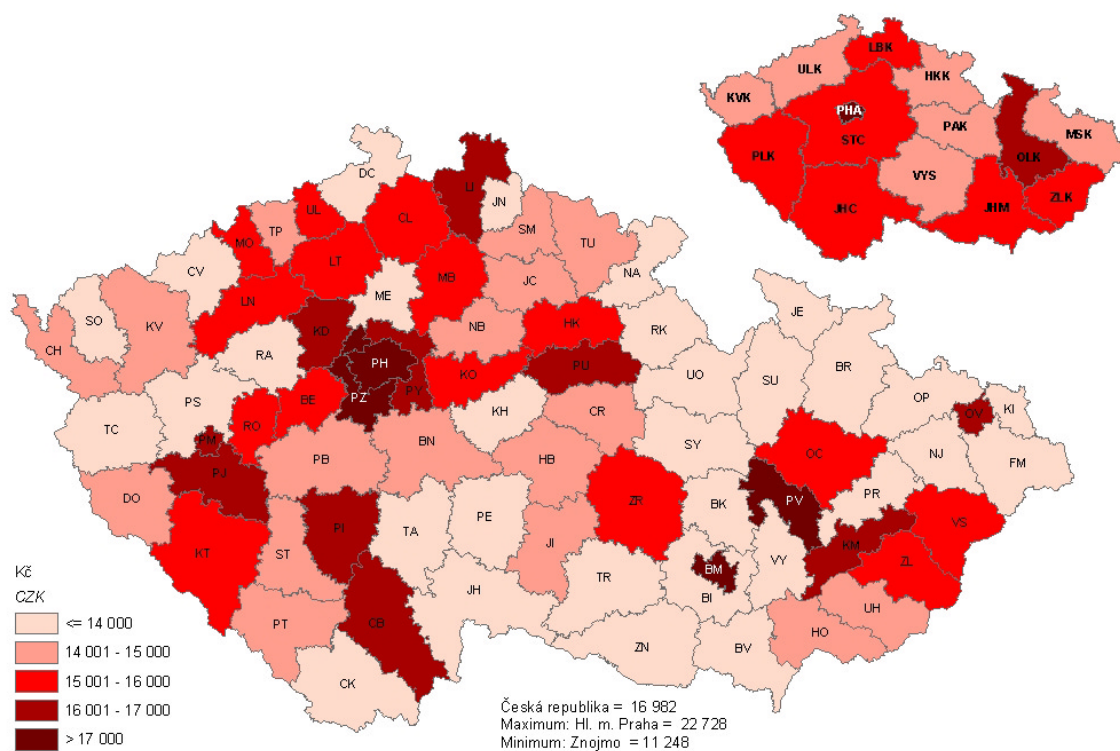 LBK
ULK
HKK
KVK
PHA
STC
PAK
MSK
PLK
OLK
VYS
JHC
JHM
ZLK
DC
LI
JN
UL
CL
SM
TU
TP
MO
LT
MB
JC
NA
CV
ME
LN
SO
KV
NB
HK
RK
JE
CH
KD
RA
PH
KO
PU
BR
PY
PZ
UO
SU
PS
BE
KH
CR
OP
OV
KI
TC
RO
PM
SY
OC
NJ
FM
PJ
PB
BN
HB
DO
ZR
BK
PV
PR
VS
PI
TA
PE
KT
ST
JI
KM
ZL
BM
VY
TR
BI
JH
CB
UH
PT
HO
ZN
BV
CK
Kč
CZK
<= 14 000
14 001 - 15 000
15 001 - 16 000
16 001 - 17 000
> 17 000
Česká republika = 16 982
Maximum: Hl. m. Praha = 22 728
Minimum: Znojmo = 11 248